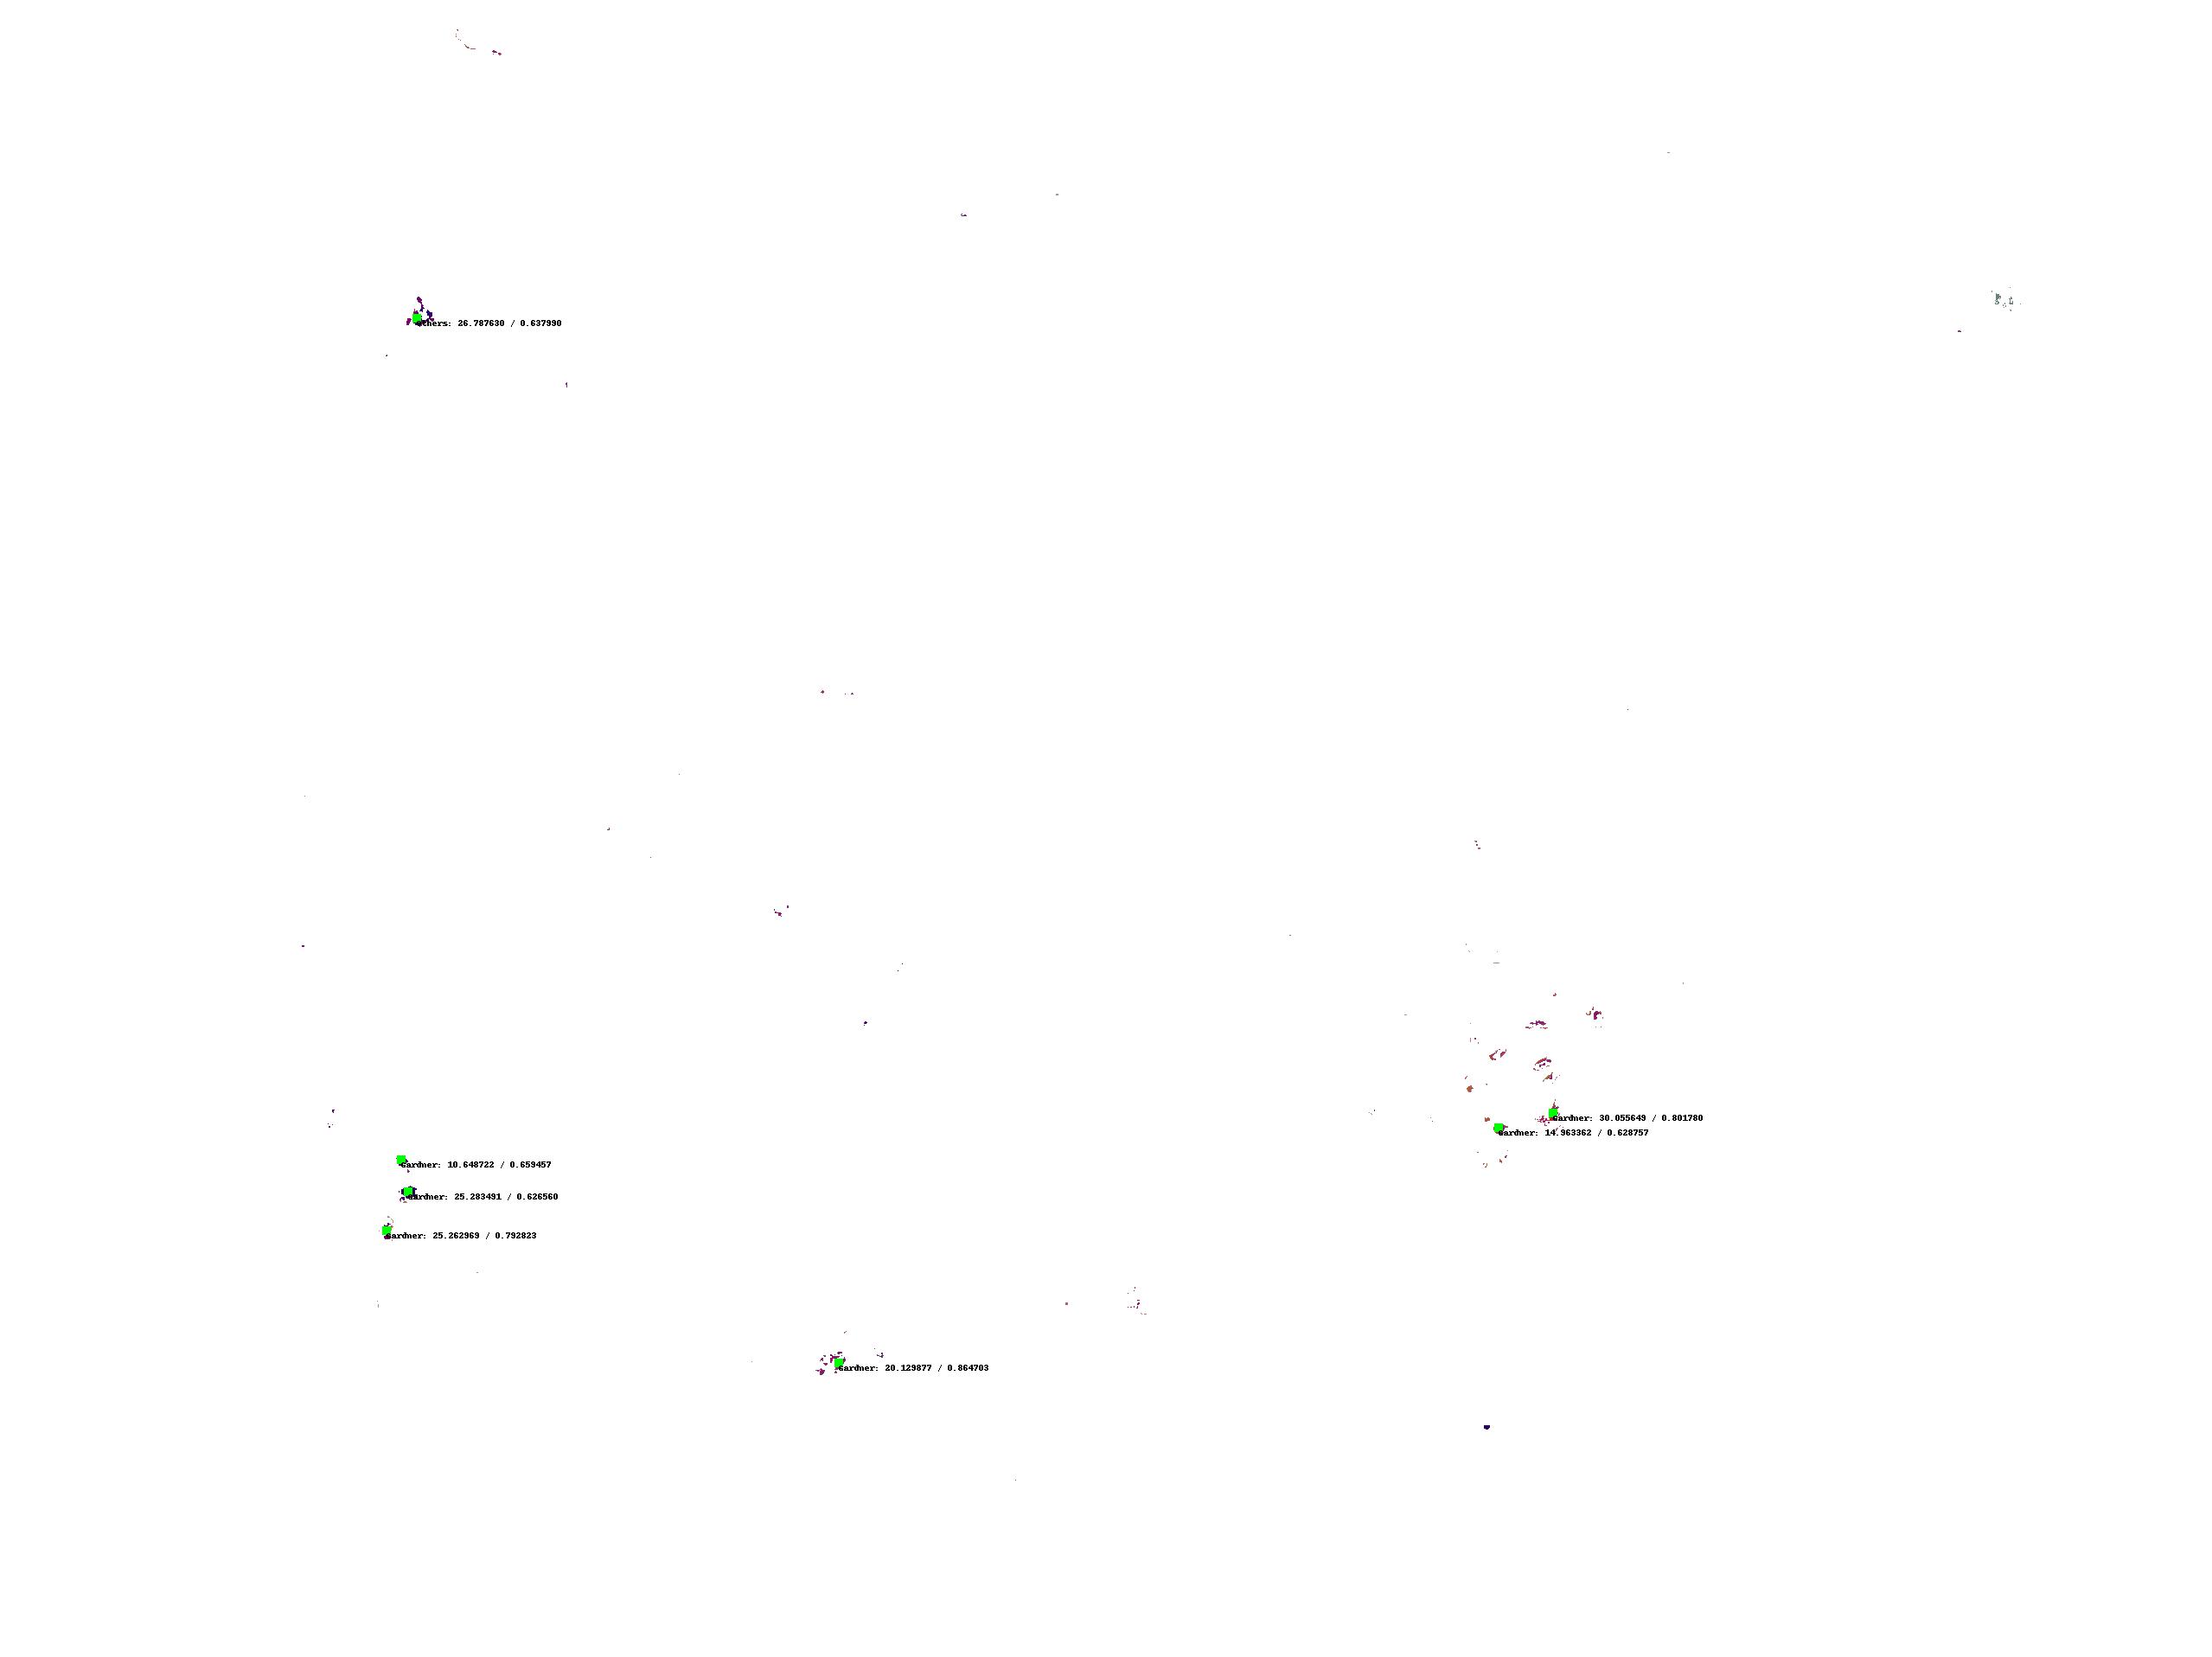 others: 26.787630 / 0.637990
Gardner: 30.055649 / 0.801780
Gardner: 14.963362 / 0.628757
Gardner: 10.648722 / 0.659457
Gardner: 25.283491 / 0.626560
Gardner: 25.262969 / 0.792823
Gardner: 20.129877 / 0.864703